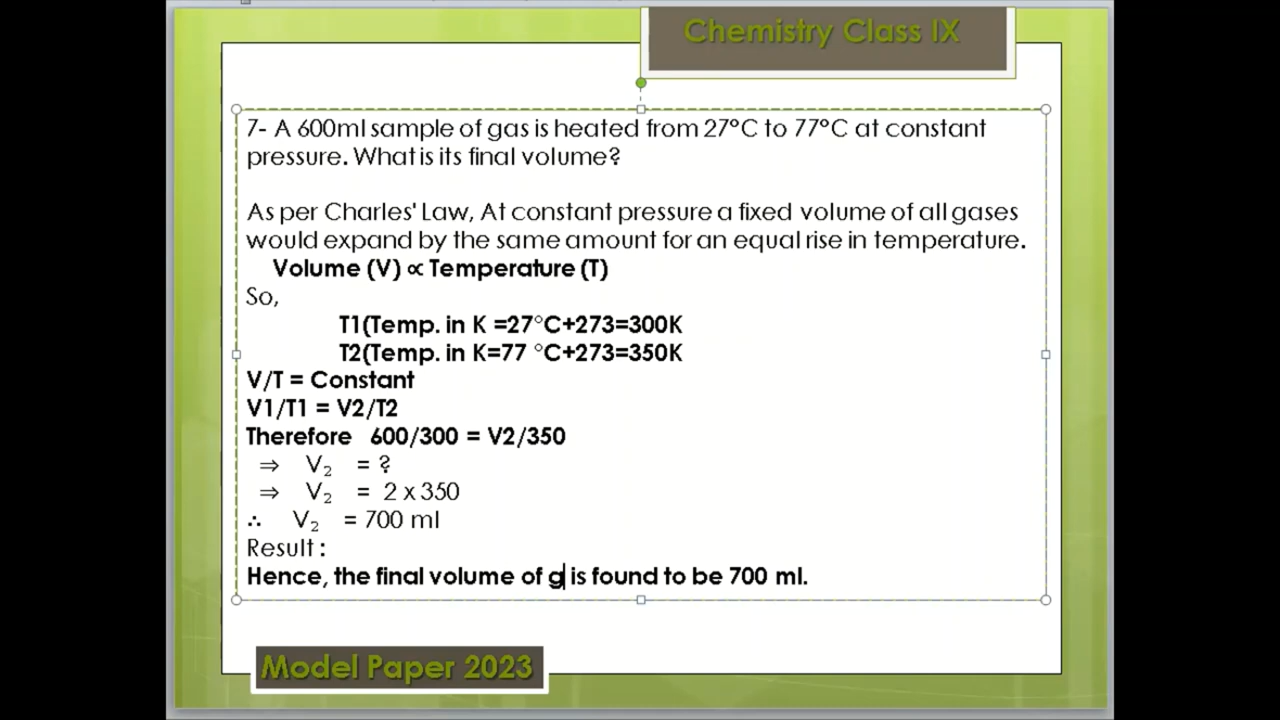 Chemistry Class IX
7- A 600ml sample of gas is heated from 27°C to 77°C at constant
pressure. What is its final volume?
As per Charles' Law, At constant pressure a fixed volume of all gases
would expand by the same amount for an equal rise in temperature.
Volume (V) ∝ Temperature (T)
So,
T1(Temp. in K =27°C+273=300K
T2(Temp. in K=77 °C+273=350K
V/T = Constant
V1/T1 = V2/T2
Therefore 600/300 = V2/350
⇒ V₂ = ?
⇒ V₂ = 2 x 350
∴ V₂ = 700 ml
Result :
Hence, the final volume of g is found to be 700 ml.
Model Paper 2023